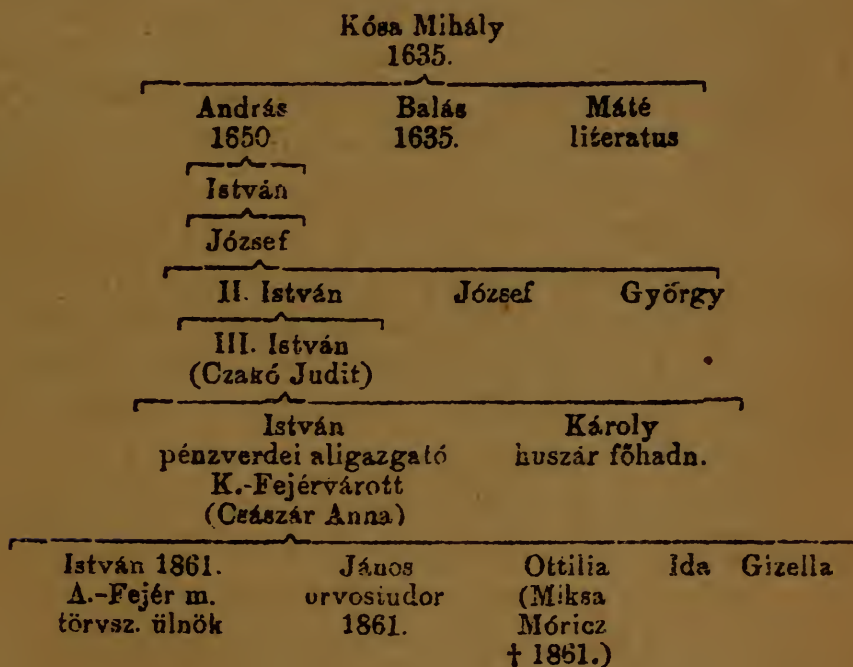 Kósa Mihály
1635.
András Balás Máté
1650 1635. literatus
István
József
II. István József György
III. István
(Czakó Judit)
István Károly
pénzverdei aligazgató huszár főhadn.
K.-Fejérvárott
(Császár Anna)
István 1861. János Ottilia Ida Gizella
A.-Fejér m. orvostudor (Miksa
törvsz. ülnök 1861. Móricz
† 1861.)